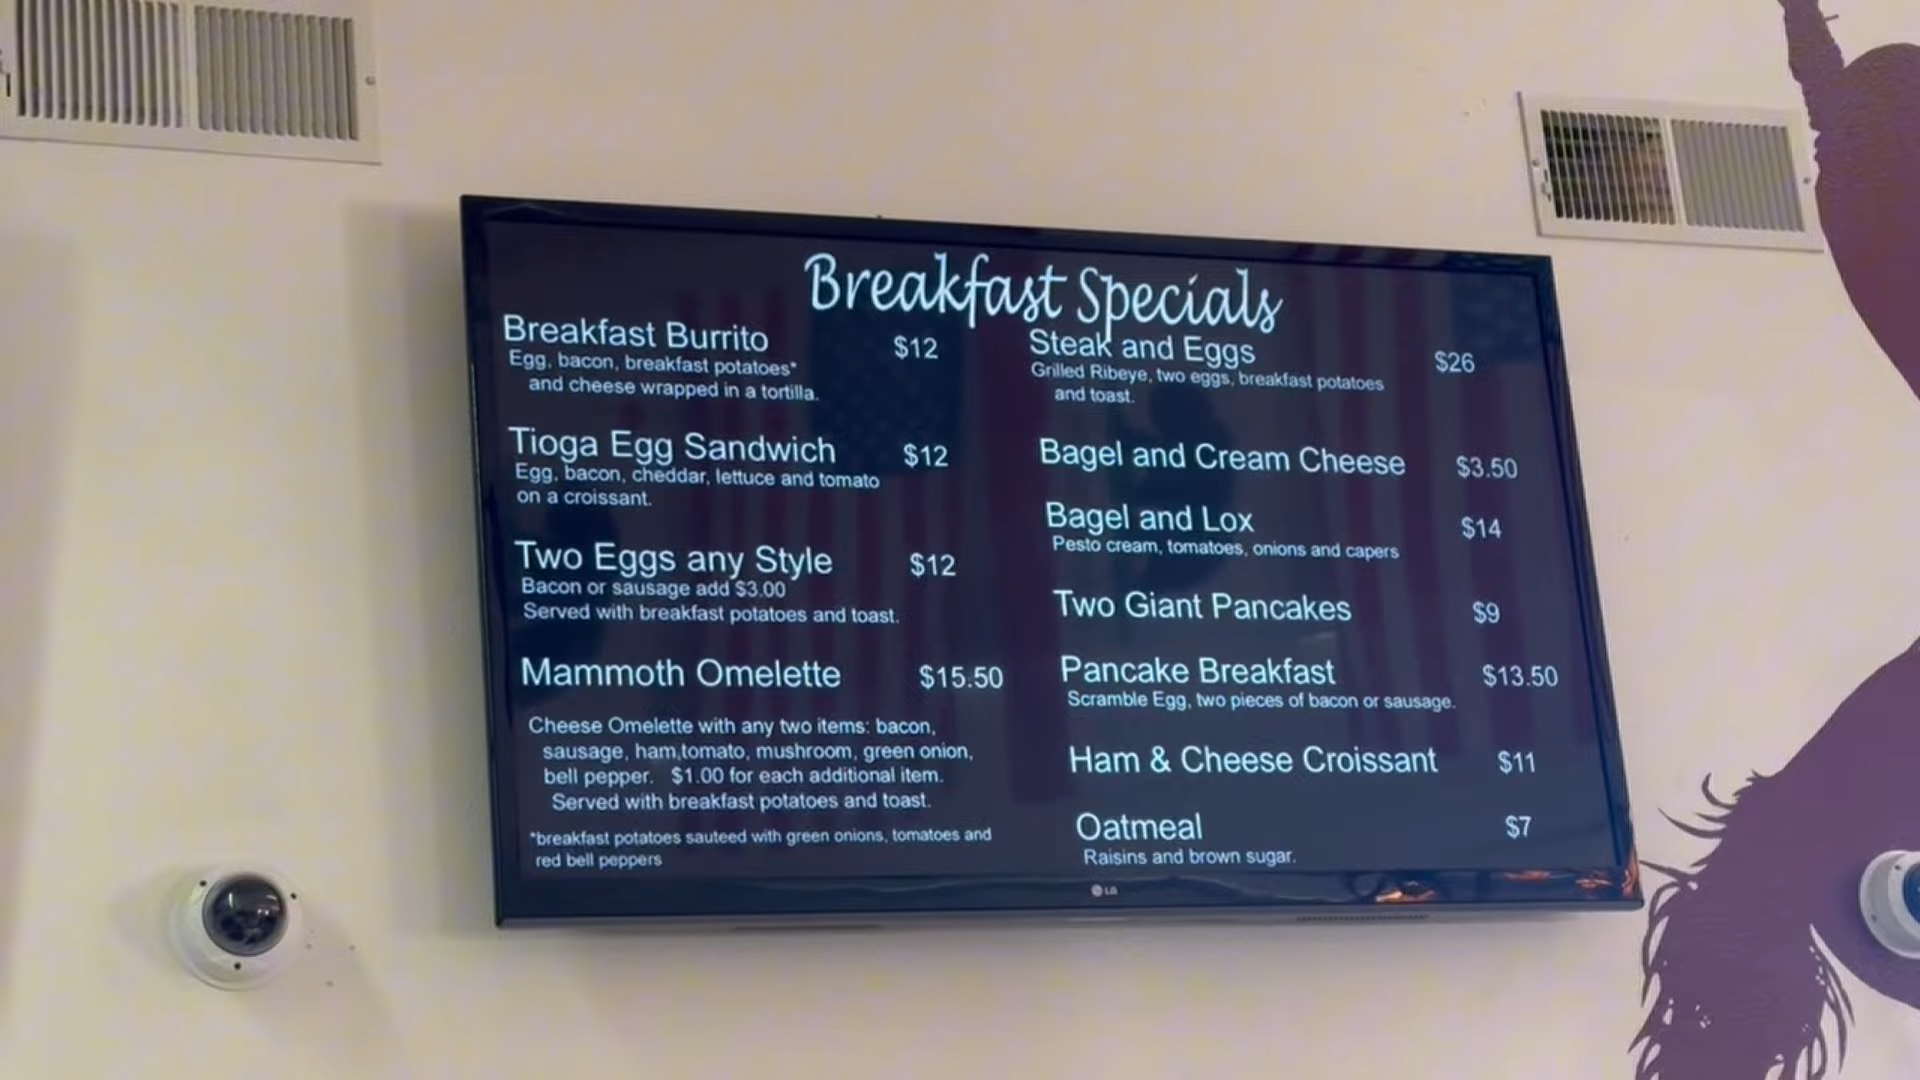 Breakfast Specials
Breakfast Burrito $12
Egg, bacon, breakfast potatoes*
and cheese wrapped in a tortilla.
Tioga Egg Sandwich $12
Egg, bacon, cheddar, lettuce and tomato
on a croissant.
Two Eggs any Style $12
Bacon or sausage add $3.00
Served with breakfast potatoes and toast.
Mammoth Omelette $15.50
Cheese Omelette with any two items: bacon,
sausage, ham,tomato, mushroom, green onion,
bell pepper. $1.00 for each additional item.
Served with breakfast potatoes and toast.
*breakfast potatoes sauteed with green onions, tomatoes and
red bell peppers
Steak and Eggs $26
Grilled Ribeye, two eggs, breakfast potatoes
and toast.
Bagel and Cream Cheese $3.50
Bagel and Lox $14
Pesto cream, tomatoes, onions and capers
Two Giant Pancakes $9
Pancake Breakfast $13.50
Scramble Egg, two pieces of bacon or sausage.
Ham & Cheese Croissant $11
Oatmeal $7
Raisins and brown sugar.
LG